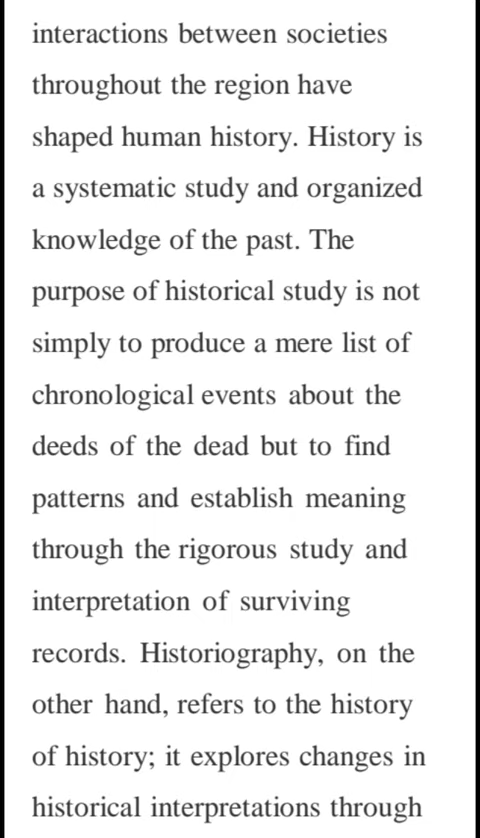 interactions between societies
throughout the region have
shaped human history. History is
a systematic study and organized
knowledge of the past. The
purpose of historical study is not
simply to produce a mere list of
chronological events about the
deeds of the dead but to find
patterns and establish meaning
through the rigorous study and
interpretation of surviving
records. Historiography, on the
other hand, refers to the history
of history; it explores changes in
historical interpretations through